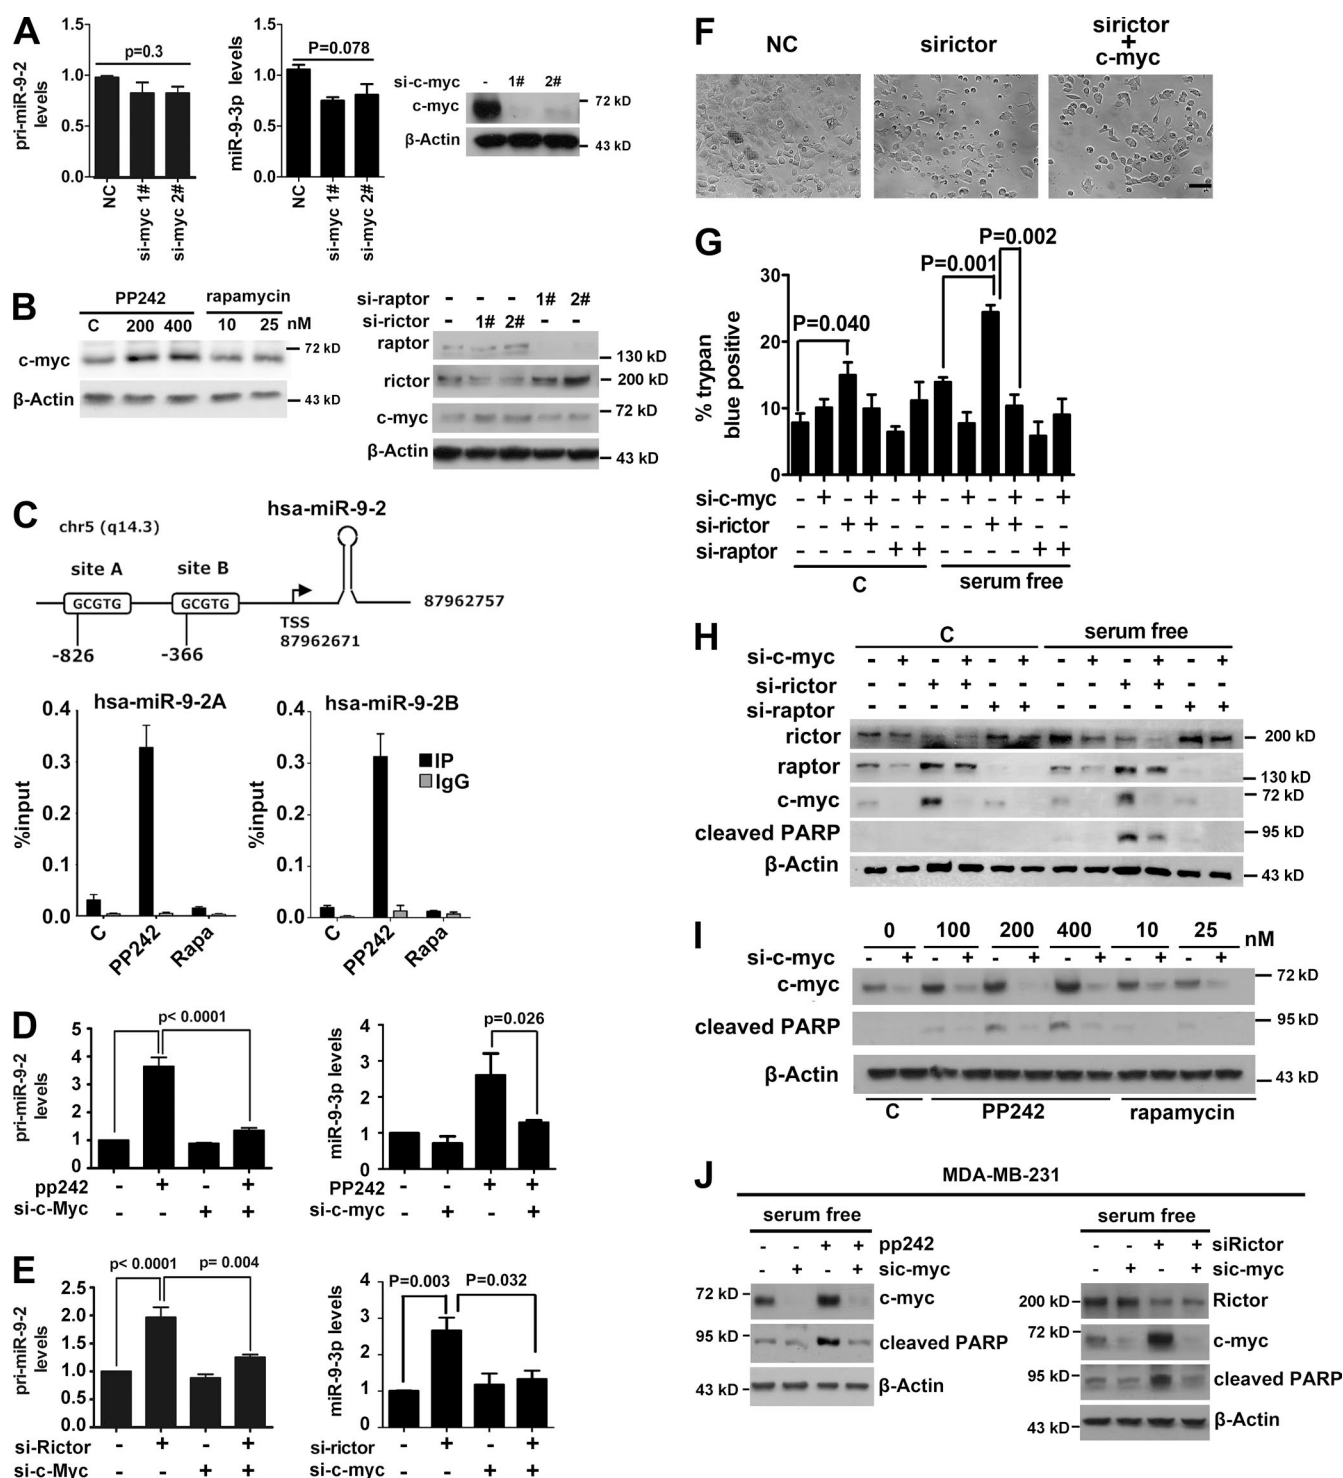 A
pri-miR-9-2 levels
1.5
1.0
0.5
0.0
p=0.3
NC
si-myc 1#
si-myc 2#
miR-9-3p levels
1.5
1.0
0.5
0.0
P=0.078
NC
si-myc 1#
si-myc 2#
si-c-myc - 1# 2#
c-myc 72 kD
β-Actin 43 kD
B
PP242 rapamycin
C 200 400 10 25 nM
c-myc 72 kD
β-Actin 43 kD
si-raptor - - - 1# 2#
si-rictor - 1# 2# - -
raptor 130 kD
rictor 200 kD
c-myc 72 kD
β-Actin 43 kD
C
hsa-miR-9-2
chr5 (q14.3)
site A site B
GCGTG GCGTG
87962757
TSS
87962671
-826 -366
hsa-miR-9-2A
%input
0.4
0.3
0.2
0.1
0.0
C PP242 Rapa
hsa-miR-9-2B
%input
0.4
0.3
0.2
0.1
0.0
IP
IgG
C PP242 Rapa
D
pri-miR-9-2 levels
5
4
3
2
1
0
p< 0.0001
pp242 - + - +
si-c-Myc - - + +
miR-9-3p levels
4
3
2
1
0
p=0.026
PP242 - - + +
si-c-myc - + - +
E
pri-miR-9-2 levels
2.5
2.0
1.5
1.0
0.5
0.0
p< 0.0001 p= 0.004
si-Rictor - + - +
si-c-Myc - - + +
miR-9-3p levels
4
3
2
1
0
P=0.003 P=0.032
si-rictor - + - +
si-c-myc - - + +
F
NC sirictor sirictor
+
c-myc
G
% trypan
blue positive
30
20
10
0
P=0.040
P=0.001
P=0.002
si-c-myc - + - + - + - + - + - +
si-rictor - - + + - - - - + + - -
si-raptor - - - - + + - - - - + +
C serum free
H
C serum free
si-c-myc - + - + - + - + - + - +
si-rictor - - + + - - - - + + - -
si-raptor - - - - + + - - - - + +
rictor 200 kD
raptor 130 kD
c-myc 72 kD
cleaved PARP 95 kD
β-Actin 43 kD
I
0 100 200 400 10 25 nM
si-c-myc - + - + - + - + - + - +
c-myc 72 kD
cleaved PARP 95 kD
β-Actin 43 kD
C PP242 rapamycin
J
MDA-MB-231
serum free
- - + + pp242
- + - + sic-myc
72 kD c-myc
95 kD cleaved PARP
43 kD β-Actin
serum free
- - + + siRictor
- + - + sic-myc
200 kD Rictor
72 kD c-myc
95 kD cleaved PARP
43 kD β-Actin